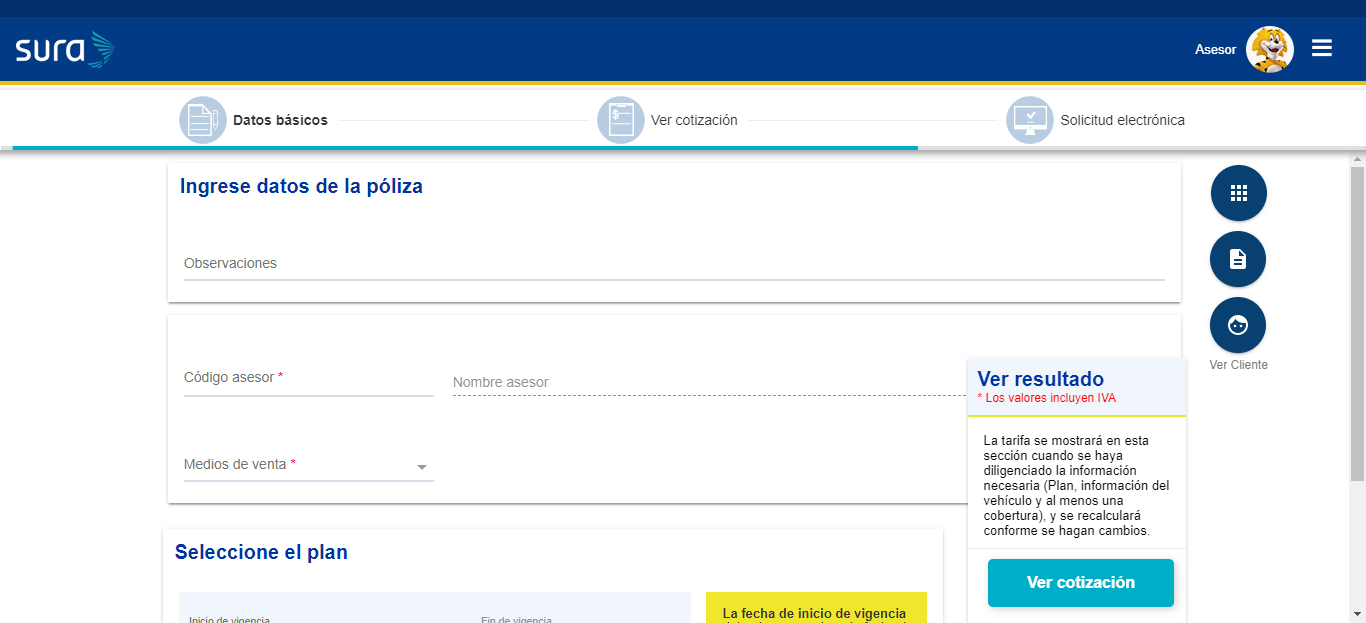 sura
Asesor
Datos básicos
Ver cotización
Solicitud electrónica
Ingrese datos de la póliza
Observaciones
Ver Cliente
Código asesor *
Nombre asesor
Medios de venta *
Ver resultado
* Los valores incluyen IVA
La tarifa se mostrará en esta
sección cuando se haya
diligenciado la información
necesaria (Plan, información del
vehículo y al menos una
cobertura), y se recalculará
conforme se hagan cambios.
Ver cotización
Seleccione el plan
Inicio de vigencia
Fin de vigencia
La fecha de inicio de vigencia